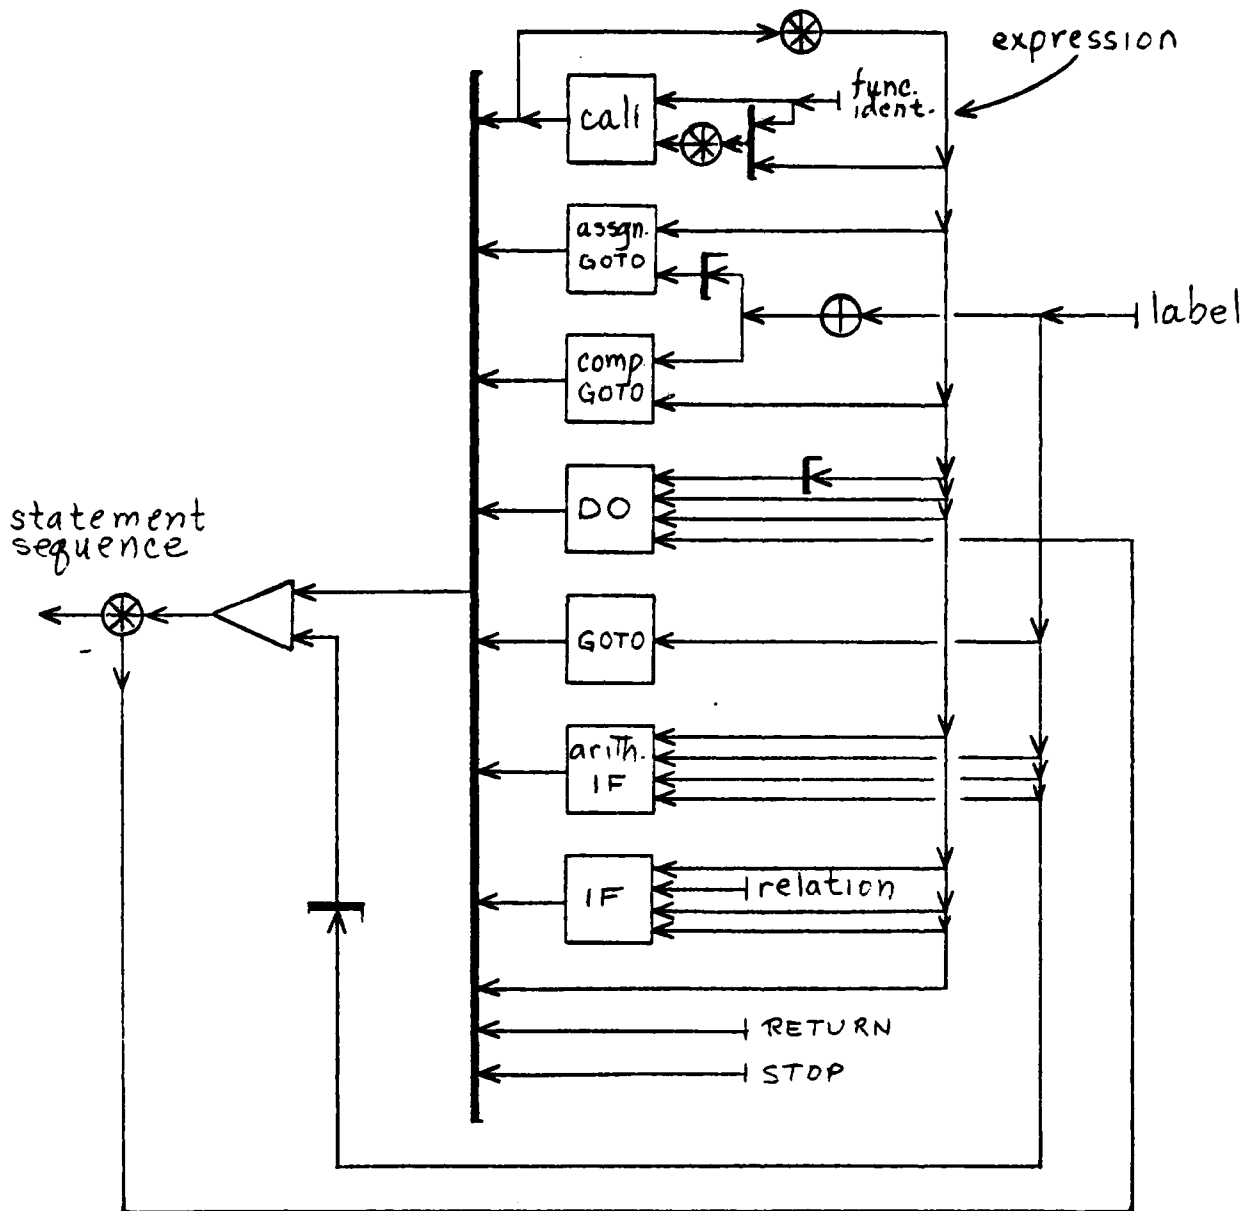 expression
func.
ident.
call
assgn.
GOTO
label
comp.
GOTO
DO
statement
sequence
GOTO
arith.
IF
IF
relation
RETURN
STOP